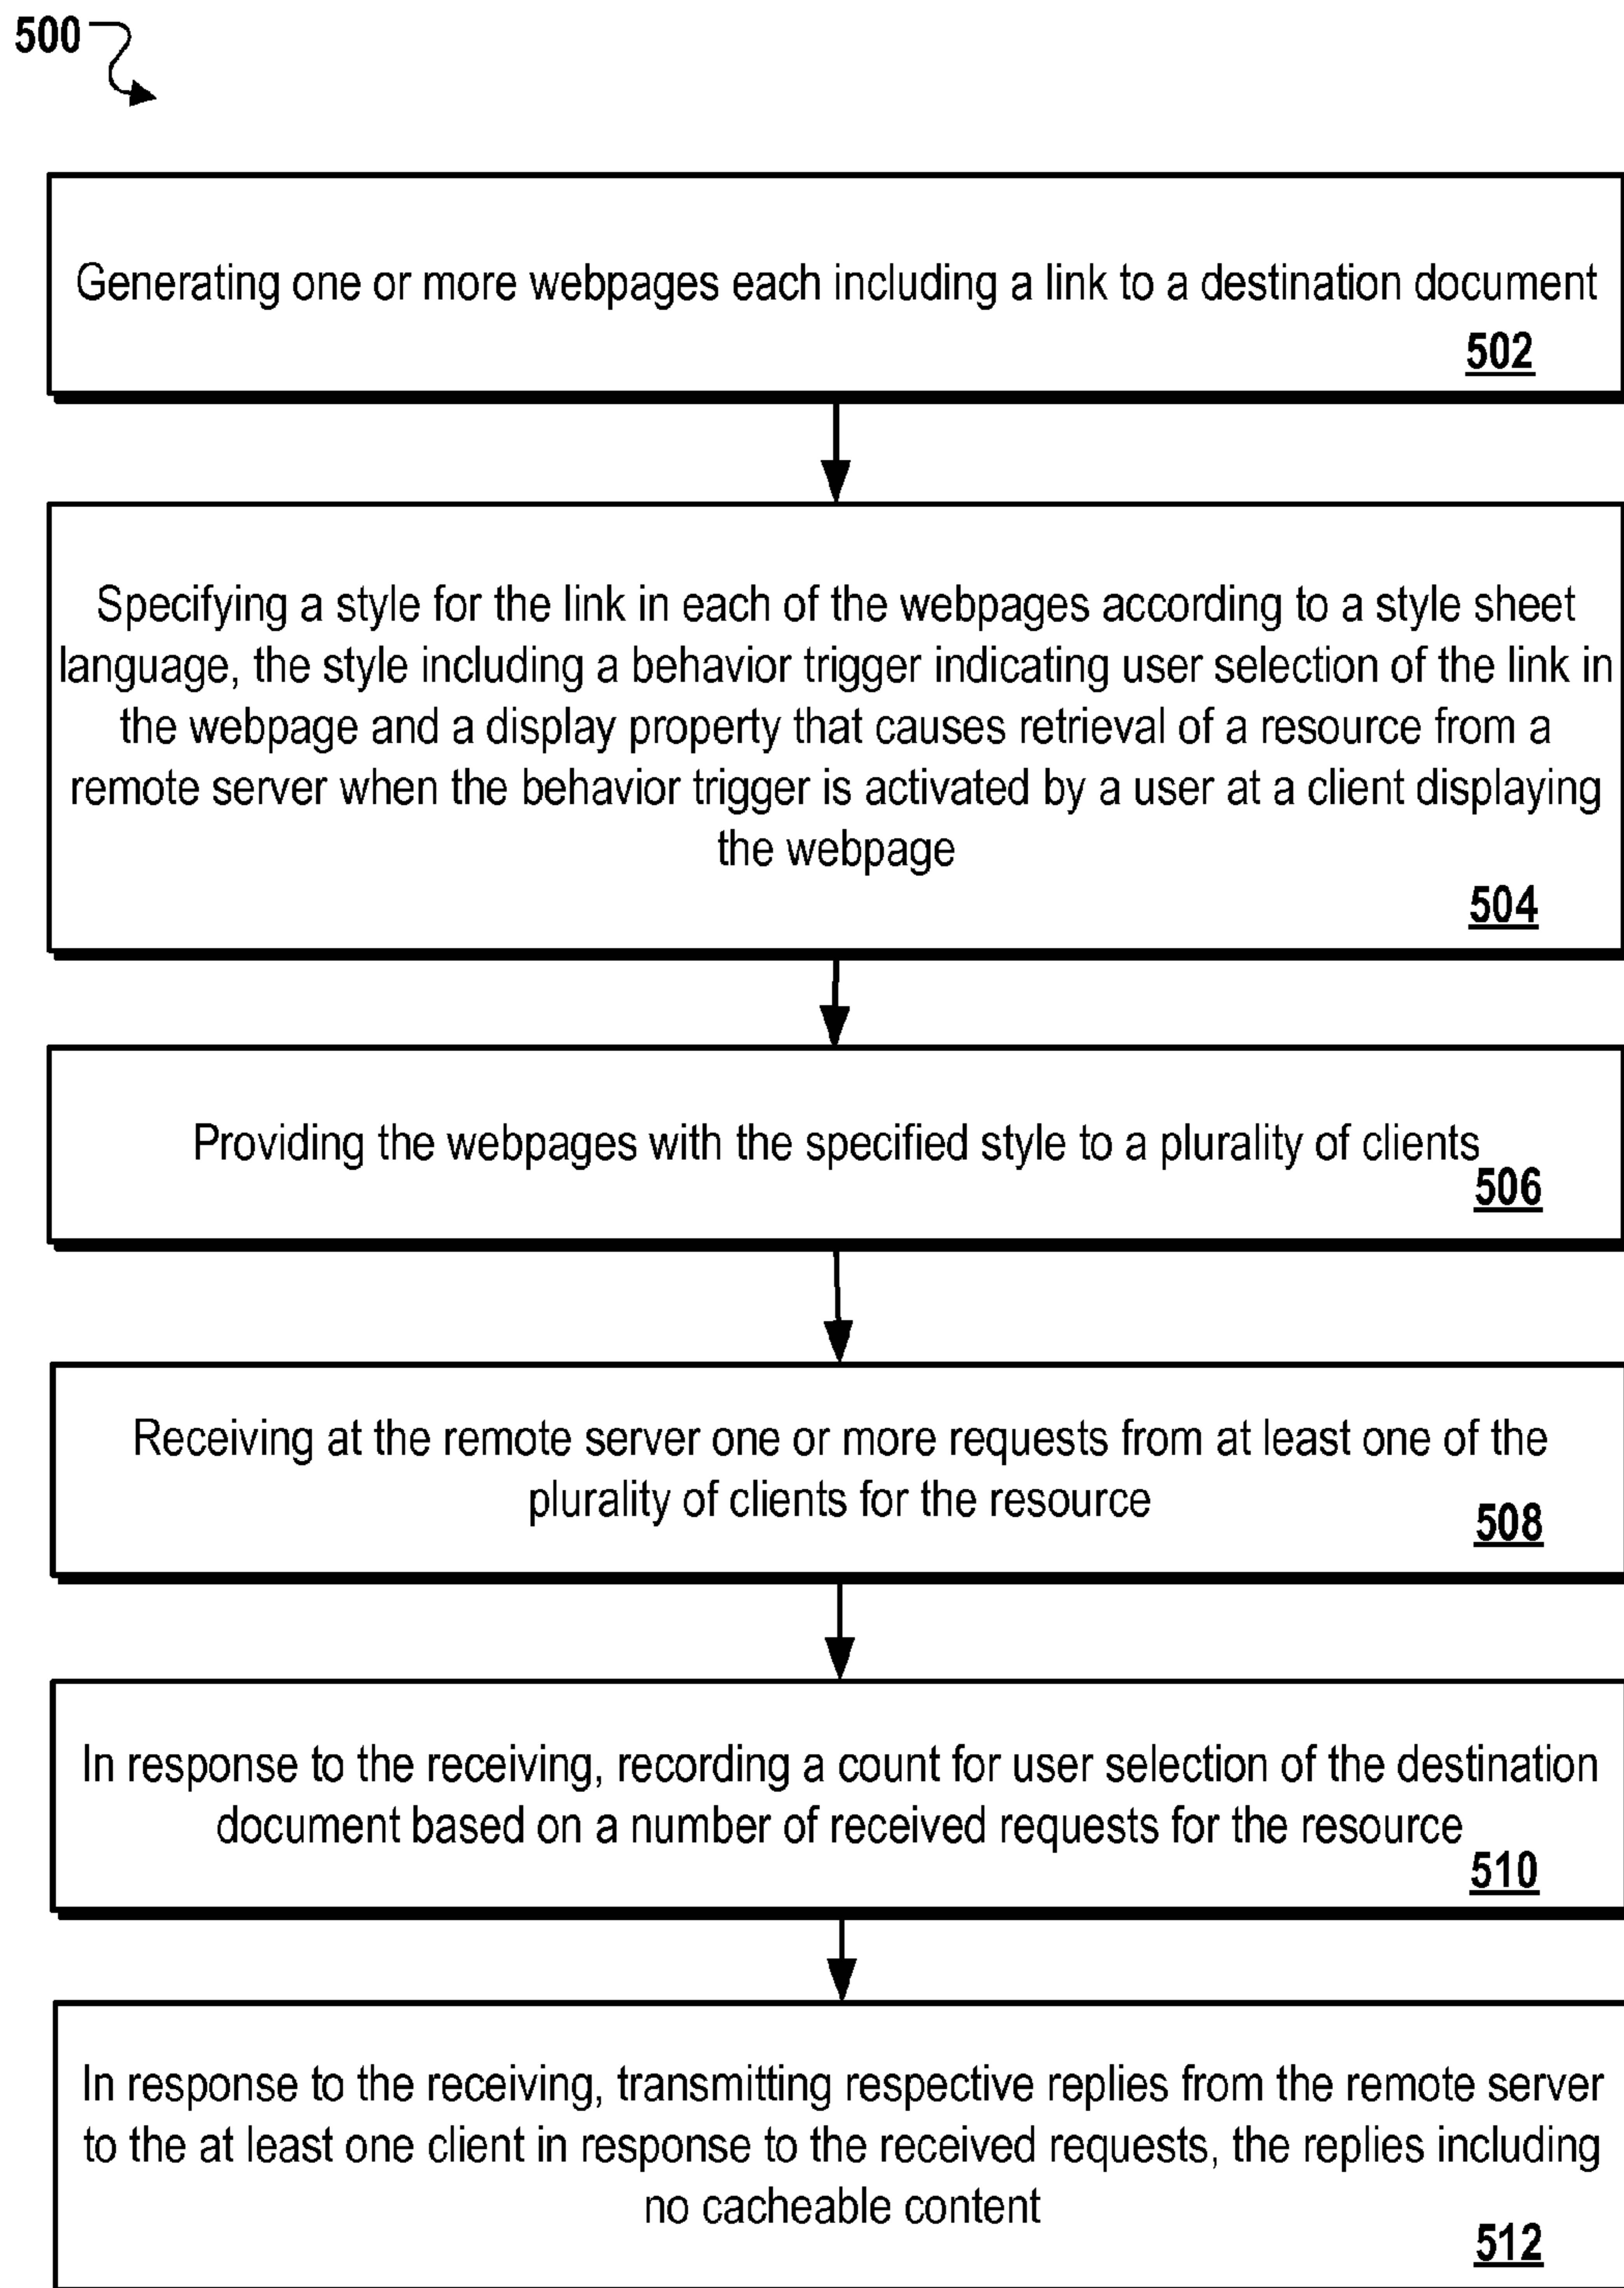 500
Generating one or more webpages each including a link to a destination document
502
Specifying a style for the link in each of the webpages according to a style sheet
language, the style including a behavior trigger indicating user selection of the link in
the webpage and a display property that causes retrieval of a resource from a
remote server when the behavior trigger is activated by a user at a client displaying
the webpage
504
Providing the webpages with the specified style to a plurality of clients
506
Receiving at the remote server one or more requests from at least one of the
plurality of clients for the resource
508
In response to the receiving, recording a count for user selection of the destination
document based on a number of received requests for the resource
510
In response to the receiving, transmitting respective replies from the remote server
to the at least one client in response to the received requests, the replies including
no cacheable content
512